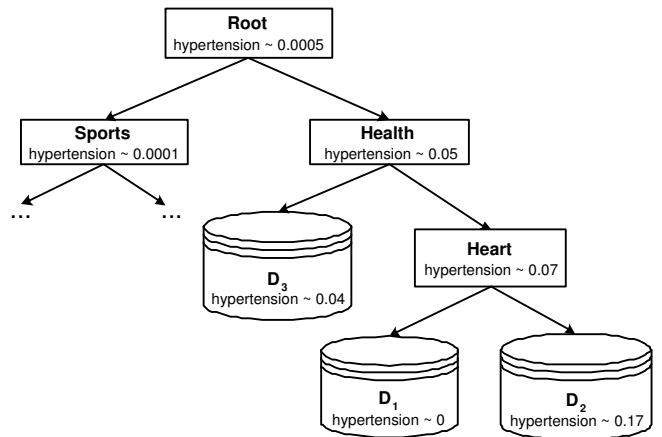 Root
hypertension ~ 0.0005
Sports
hypertension ~ 0.0001
Health
hypertension ~ 0.05
...
...
D3
hypertension ~ 0.04
Heart
hypertension ~ 0.07
D1
hypertension ~ 0
D2
hypertension ~ 0.17